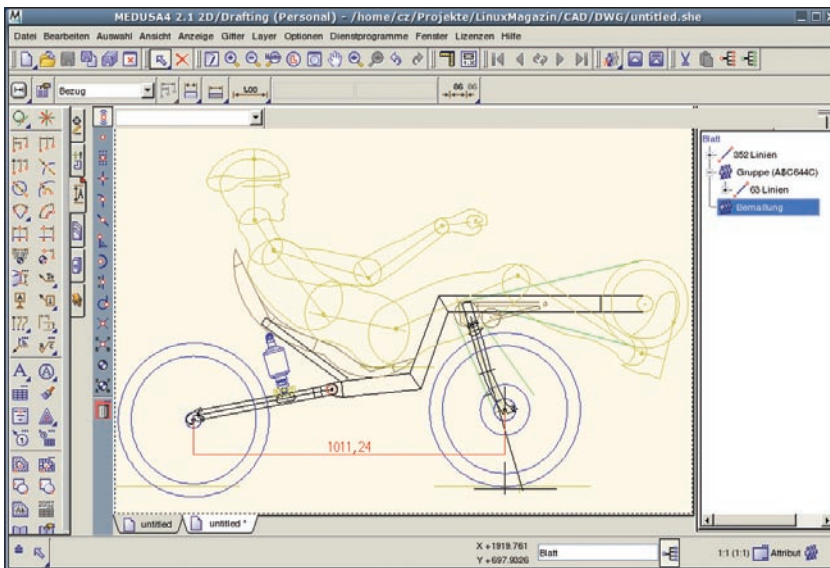 MEDUSA4 2.1 2D/Drafting (Personal) - /home/cz/Projekte/LinuxMagazin/CAD/DWG/untitled.she
Datei Bearbeiten Auswahl Ansicht Anzeige Gitter Layer Optionen Dienstprogramme Fenster Lizenzen Hilfe
Bezug
Blatt
352 Linien
Gruppe (A$C644C)
63 Linien
Bemaßung
1011,24
untitled
untitled *
X +1919.761
Y +697.9026
Blatt
1:1 (1:1)
Attribut